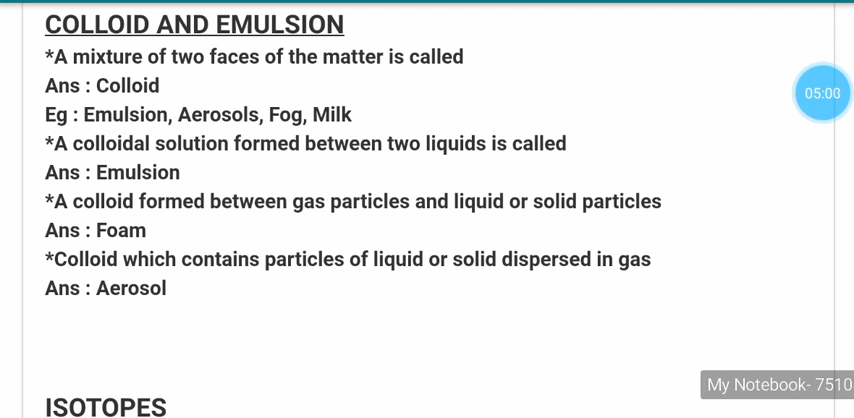 COLLOID AND EMULSION
*A mixture of two faces of the matter is called
Ans : Colloid
Eg : Emulsion, Aerosols, Fog, Milk
*A colloidal solution formed between two liquids is called
Ans : Emulsion
*A colloid formed between gas particles and liquid or solid particles
Ans : Foam
*Colloid which contains particles of liquid or solid dispersed in gas
Ans : Aerosol
ISOTOPES
05:00
My Notebook- 7510